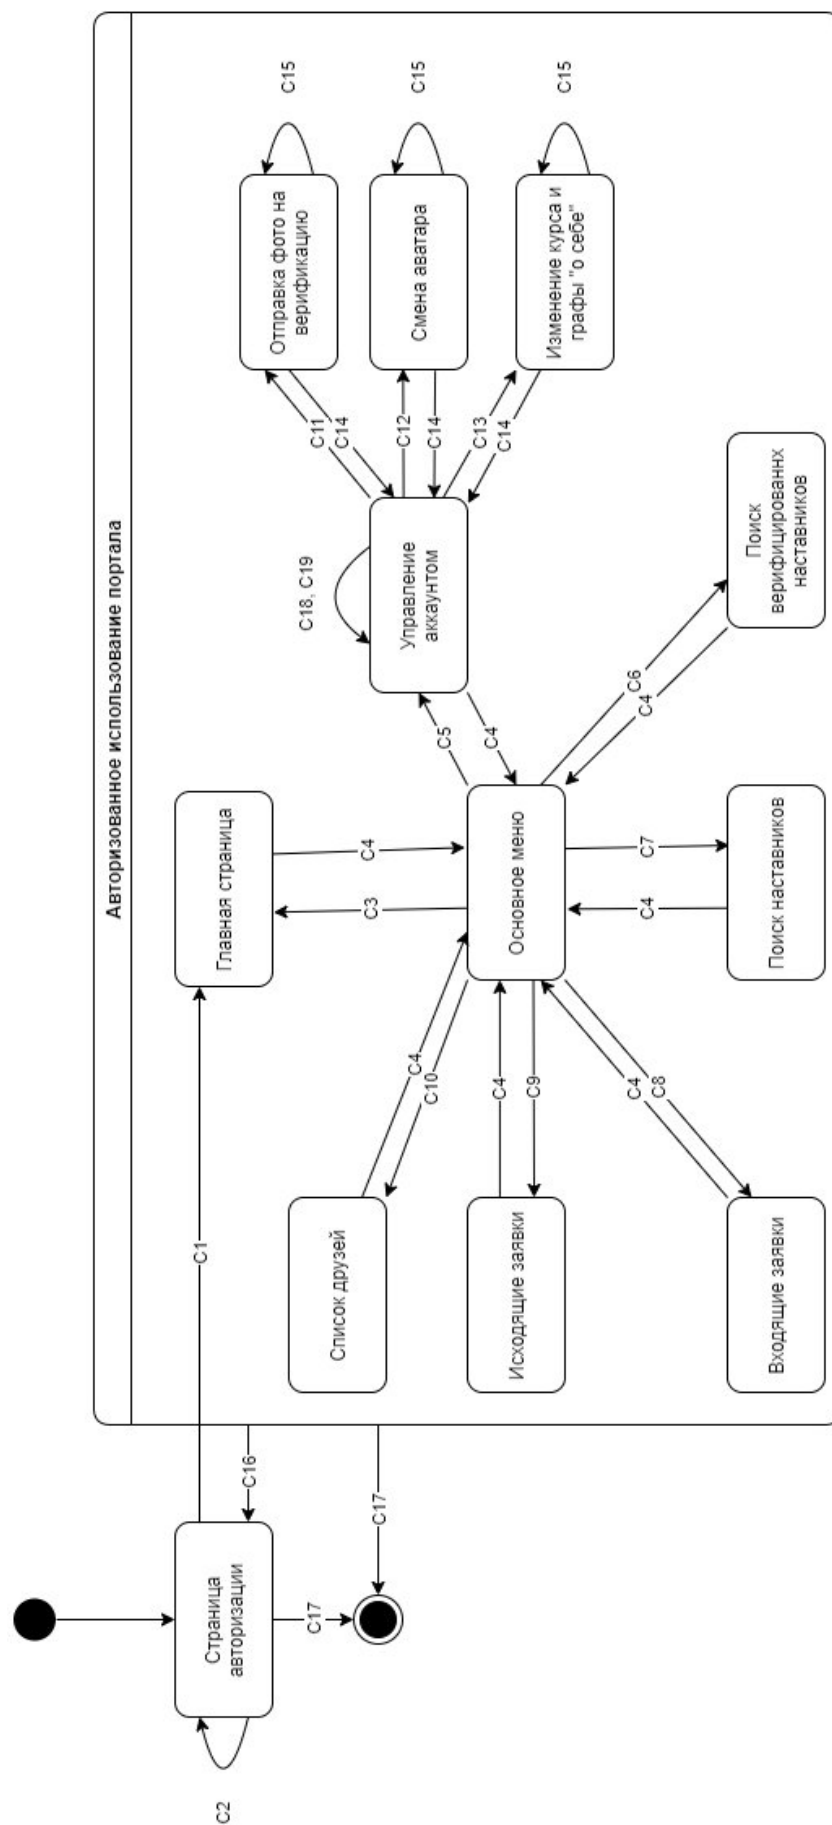 Авторизованное использование портала
C15
C15
C15
Отправка фото на
верификацию
Смена аватара
Изменение курса и
графы "о себе"
C11
C14
C12
C14
C13
C14
C18, C19
Управление
аккаунтом
Поиск
верифицированнх
наставников
C5
C4
C6
C4
Главная страница
C4
C3
Основное меню
C7
C4
Поиск наставников
C4
C10
C4
C9
C4
C8
C1
Список друзей
Исходящие заявки
Входящие заявки
C16
C17
Страница
авторизации
C17
C2